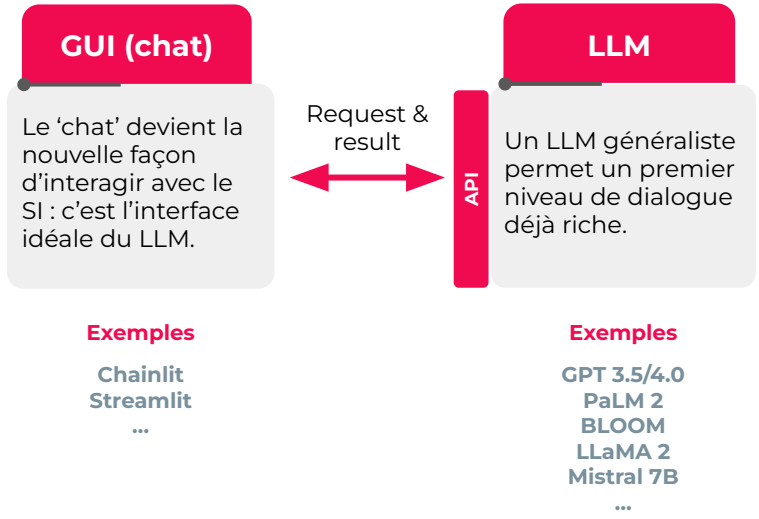 GUI (chat)
Le ‘chat’ devient la
nouvelle façon
d’interagir avec le
SI : c’est l’interface
idéale du LLM.
Request &
result
API
LLM
Un LLM généraliste
permet un premier
niveau de dialogue
déjà riche.
Exemples
Chainlit
Streamlit
...
Exemples
GPT 3.5/4.0
PaLM 2
BLOOM
LLaMA 2
Mistral 7B
...